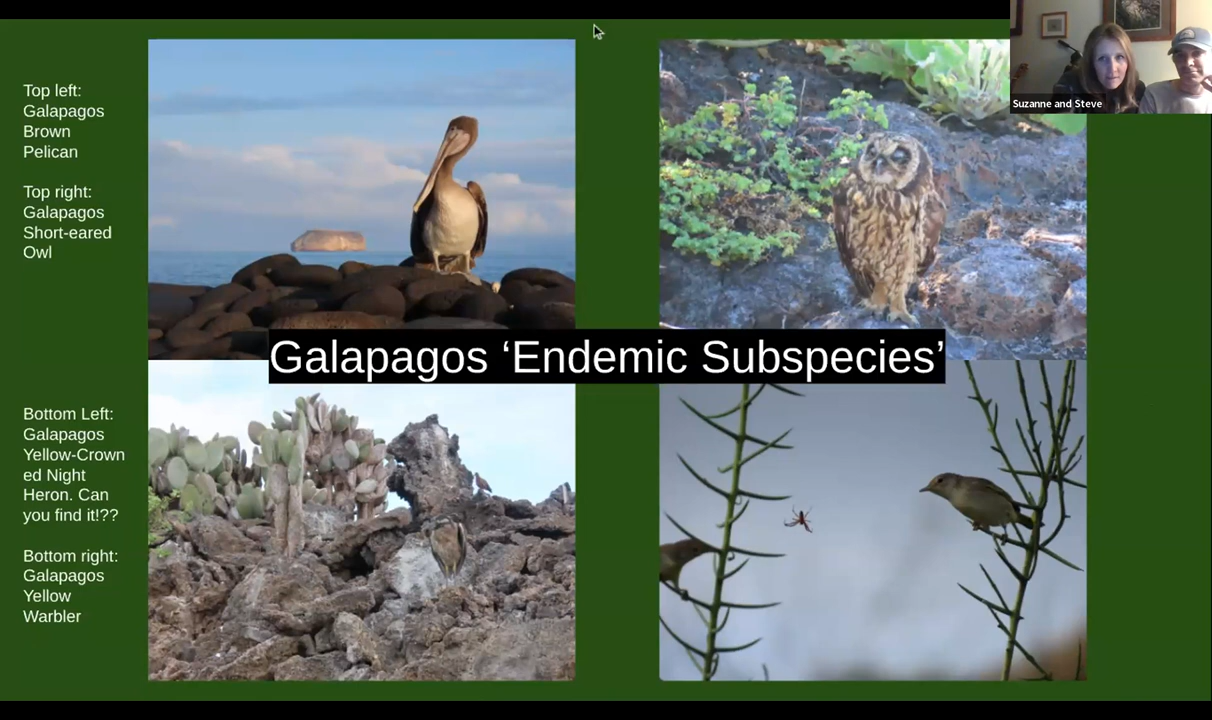 Top left:
Galapagos
Brown
Pelican
Top right:
Galapagos
Short-eared
Owl
Suzanne and Steve
Galapagos ‘Endemic Subspecies’
Bottom Left:
Galapagos
Yellow-Crown
ed Night
Heron. Can
you find it!??
Bottom right:
Galapagos
Yellow
Warbler